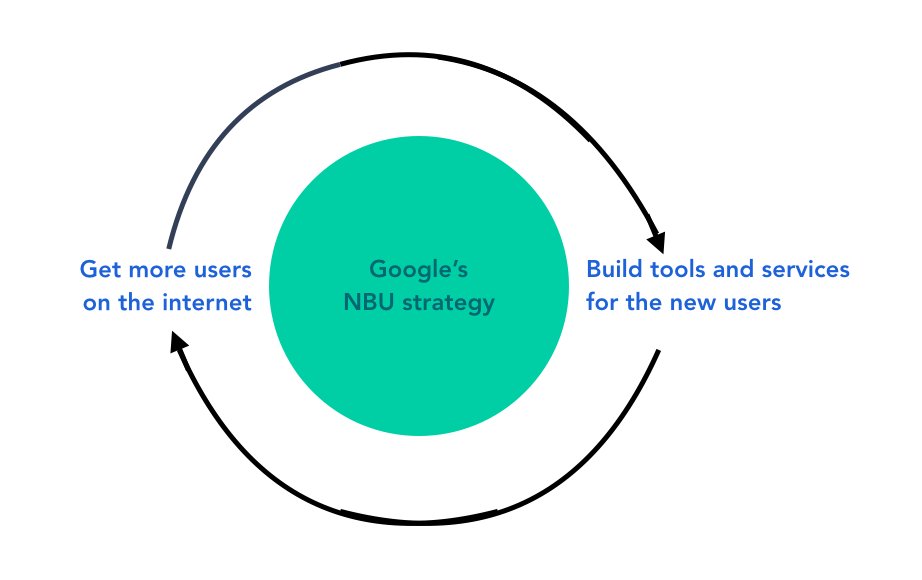 Get more users
on the internet
Google’s
NBU strategy
Build tools and services
for the new users